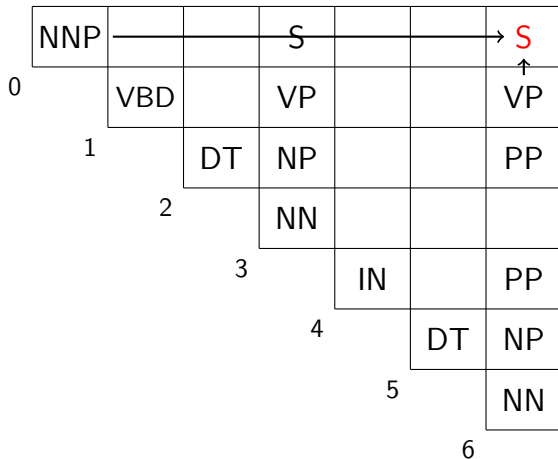 NNP S S
0 VBD VP VP
1 DT NP PP
2 NN
3 IN PP
4 DT NP
5 NN
6